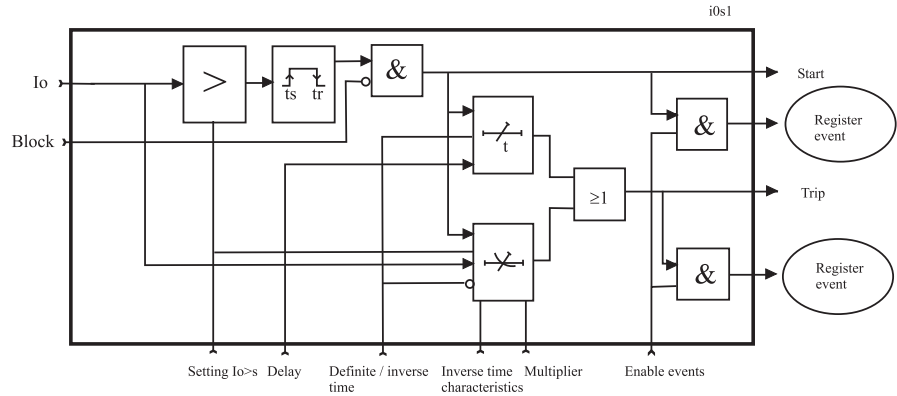 i0s1
Io
>
ts tr
&
Start
Register
event
&
Block
t
≥1
Trip
&
Register
event
Setting Io>s
Delay
Definite / inverse
time
Inverse time
characteristics
Multiplier
Enable events